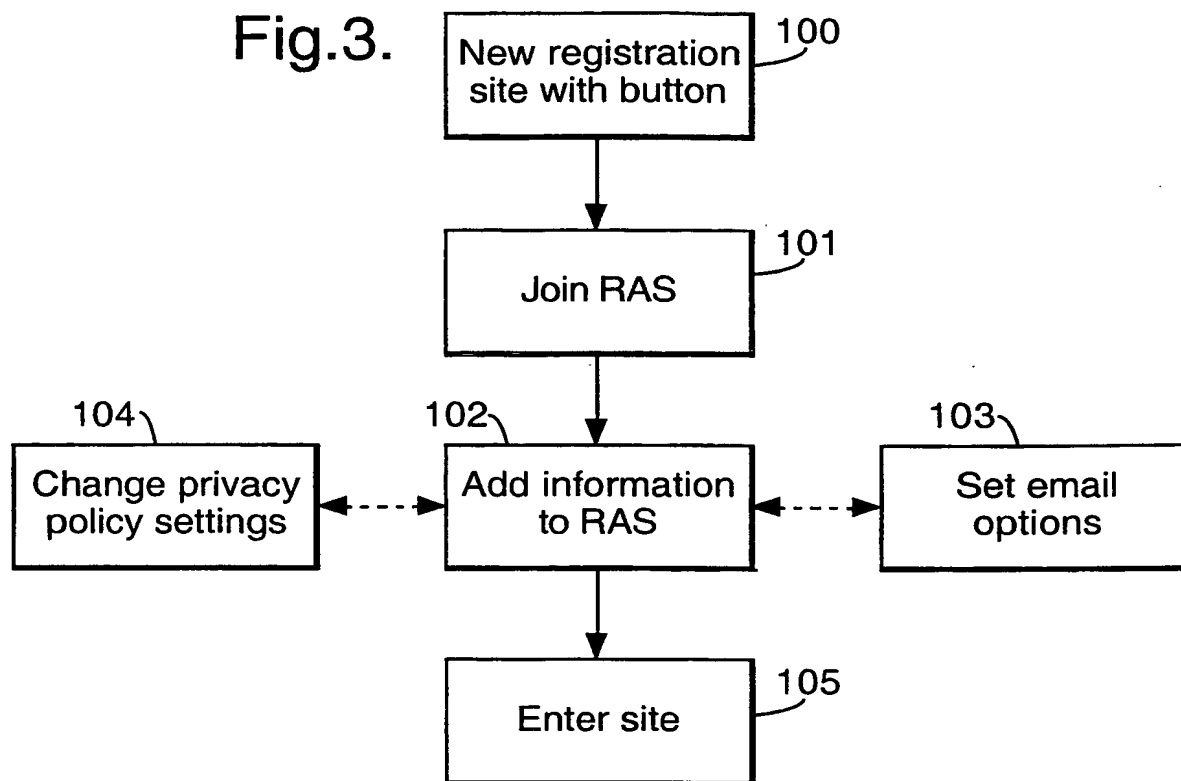 Fig.3.
New registration
site with button
100
Join RAS
101
104
Change privacy
policy settings
102
Add information
to RAS
103
Set email
options
Enter site
105